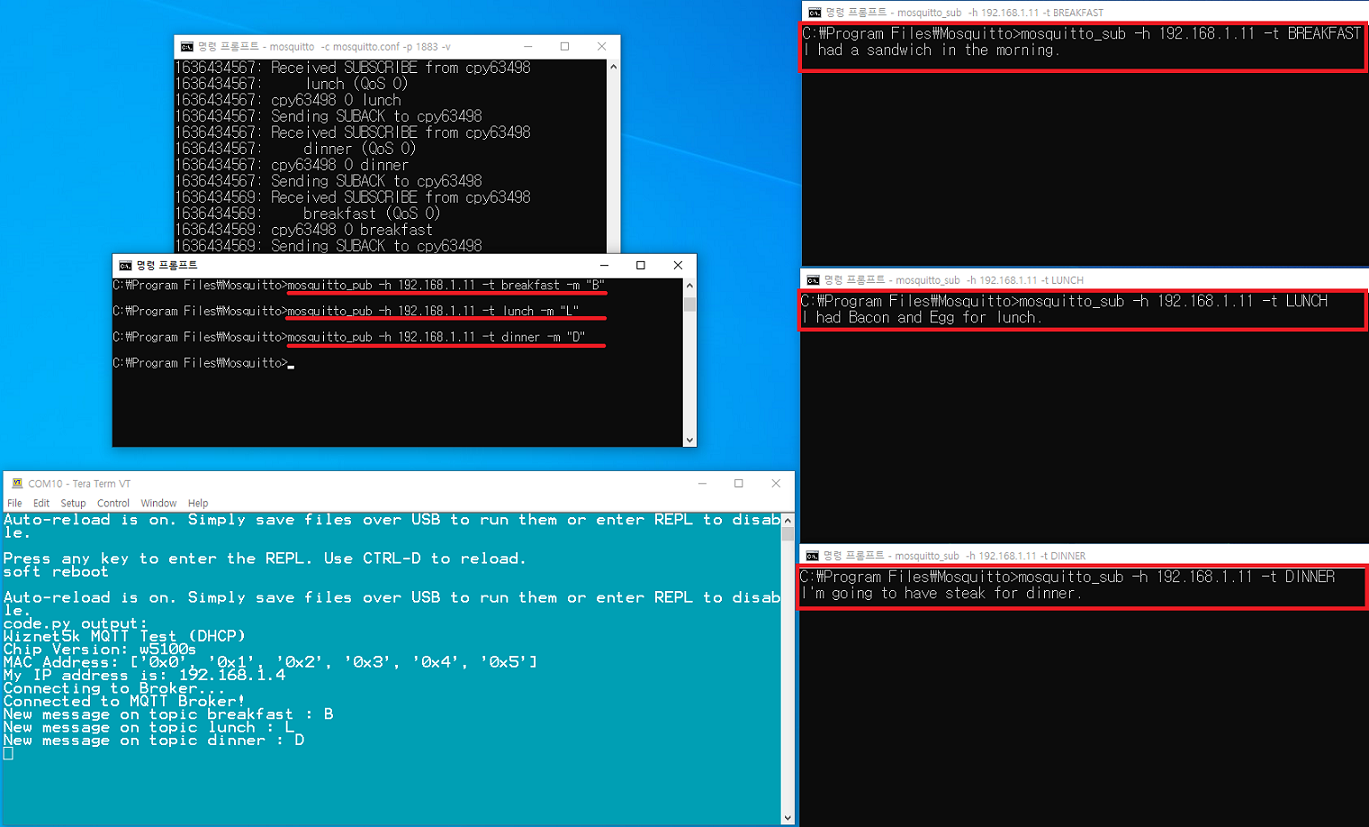 명령 프롬프트 - mosquitto  -c mosquitto.conf -p 1883 -v
1636434567: Received SUBSCRIBE from cpy63498
1636434567:     lunch (QoS 0)
1636434567: cpy63498 0 lunch
1636434567: Sending SUBACK to cpy63498
1636434567: Received SUBSCRIBE from cpy63498
1636434567:     dinner (QoS 0)
1636434567: cpy63498 0 dinner
1636434567: Sending SUBACK to cpy63498
1636434569: Received SUBSCRIBE from cpy63498
1636434569:     breakfast (QoS 0)
1636434569: cpy63498 0 breakfast
1636434569: Sending SUBACK to cpy63498
명령 프롬프트
C:₩Program Files₩Mosquitto>mosquitto_pub -h 192.168.1.11 -t breakfast -m "B"
C:₩Program Files₩Mosquitto>mosquitto_pub -h 192.168.1.11 -t lunch -m "L"
C:₩Program Files₩Mosquitto>mosquitto_pub -h 192.168.1.11 -t dinner -m "D"
C:₩Program Files₩Mosquitto>
COM10 - Tera Term VT
File Edit Setup Control Window Help
Auto-reload is on. Simply save files over USB to run them or enter REPL to disab
le.
Press any key to enter the REPL. Use CTRL-D to reload.
soft reboot
Auto-reload is on. Simply save files over USB to run them or enter REPL to disab
le.
code.py output:
Wiznet5k MQTT Test (DHCP)
Chip Version: w5100s
MAC Address: ['0x0', '0x1', '0x2', '0x3', '0x4', '0x5']
My IP address is: 192.168.1.4
Connecting to Broker...
Connected to MQTT Broker!
New message on topic breakfast : B
New message on topic lunch : L
New message on topic dinner : D
명령 프롬프트 - mosquitto_sub  -h 192.168.1.11 -t BREAKFAST
C:₩Program Files₩Mosquitto>mosquitto_sub -h 192.168.1.11 -t BREAKFAST
I had a sandwich in the morning.
명령 프롬프트 - mosquitto_sub  -h 192.168.1.11 -t LUNCH
C:₩Program Files₩Mosquitto>mosquitto_sub -h 192.168.1.11 -t LUNCH
I had Bacon and Egg for lunch.
명령 프롬프트 - mosquitto_sub  -h 192.168.1.11 -t DINNER
C:₩Program Files₩Mosquitto>mosquitto_sub -h 192.168.1.11 -t DINNER
I'm going to have steak for dinner.